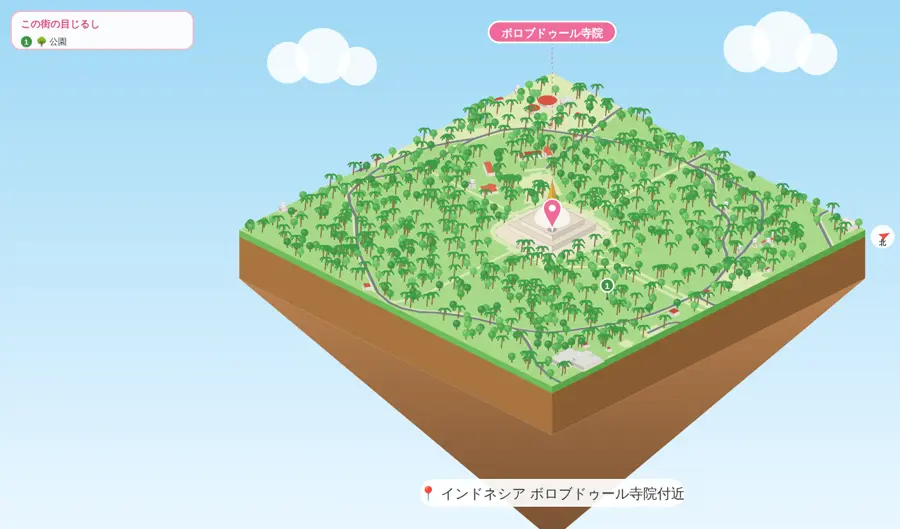 この街の目じるし
1 🌳 公園
ボロブドゥール寺院
北
1
📍 インドネシア ボロブドゥール寺院付近